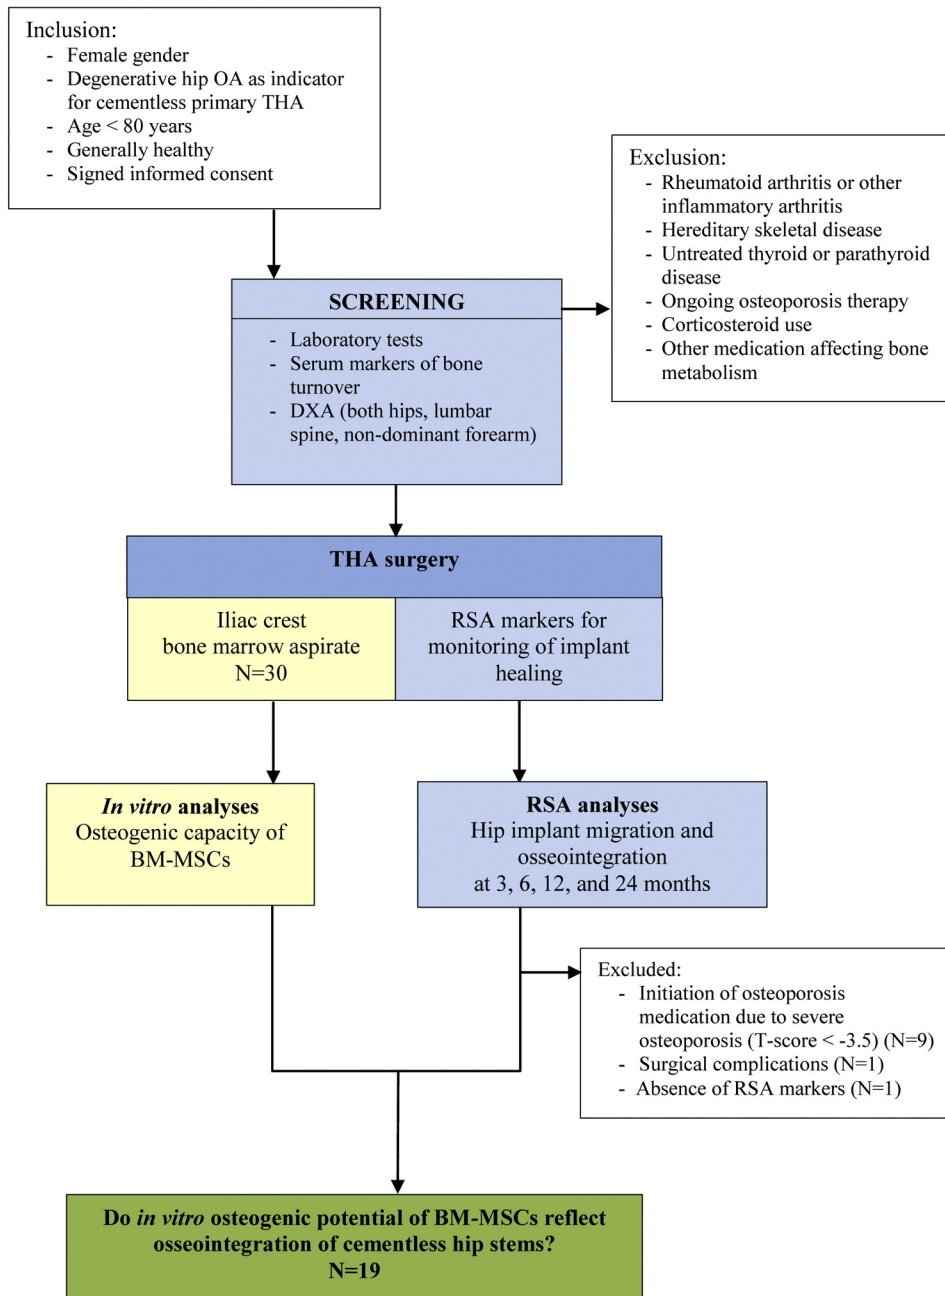 Inclusion:
- Female gender
- Degenerative hip OA as indicator
for cementless primary THA
- Age < 80 years
- Generally healthy
- Signed informed consent
Exclusion:
- Rheumatoid arthritis or other
inflammatory arthritis
- Hereditary skeletal disease
- Untreated thyroid or parathyroid
disease
- Ongoing osteoporosis therapy
- Corticosteroid use
- Other medication affecting bone
metabolism
SCREENING
- Laboratory tests
- Serum markers of bone
turnover
- DXA (both hips, lumbar
spine, non-dominant forearm)
THA surgery
Iliac crest
bone marrow aspirate
N=30
RSA markers for
monitoring of implant
healing
In vitro analyses
Osteogenic capacity of
BM-MSCs
RSA analyses
Hip implant migration and
osseointegration
at 3, 6, 12, and 24 months
Excluded:
- Initiation of osteoporosis
medication due to severe
osteoporosis (T-score < -3.5) (N=9)
- Surgical complications (N=1)
- Absence of RSA markers (N=1)
Do in vitro osteogenic potential of BM-MSCs reflect
osseointegration of cementless hip stems?
N=19